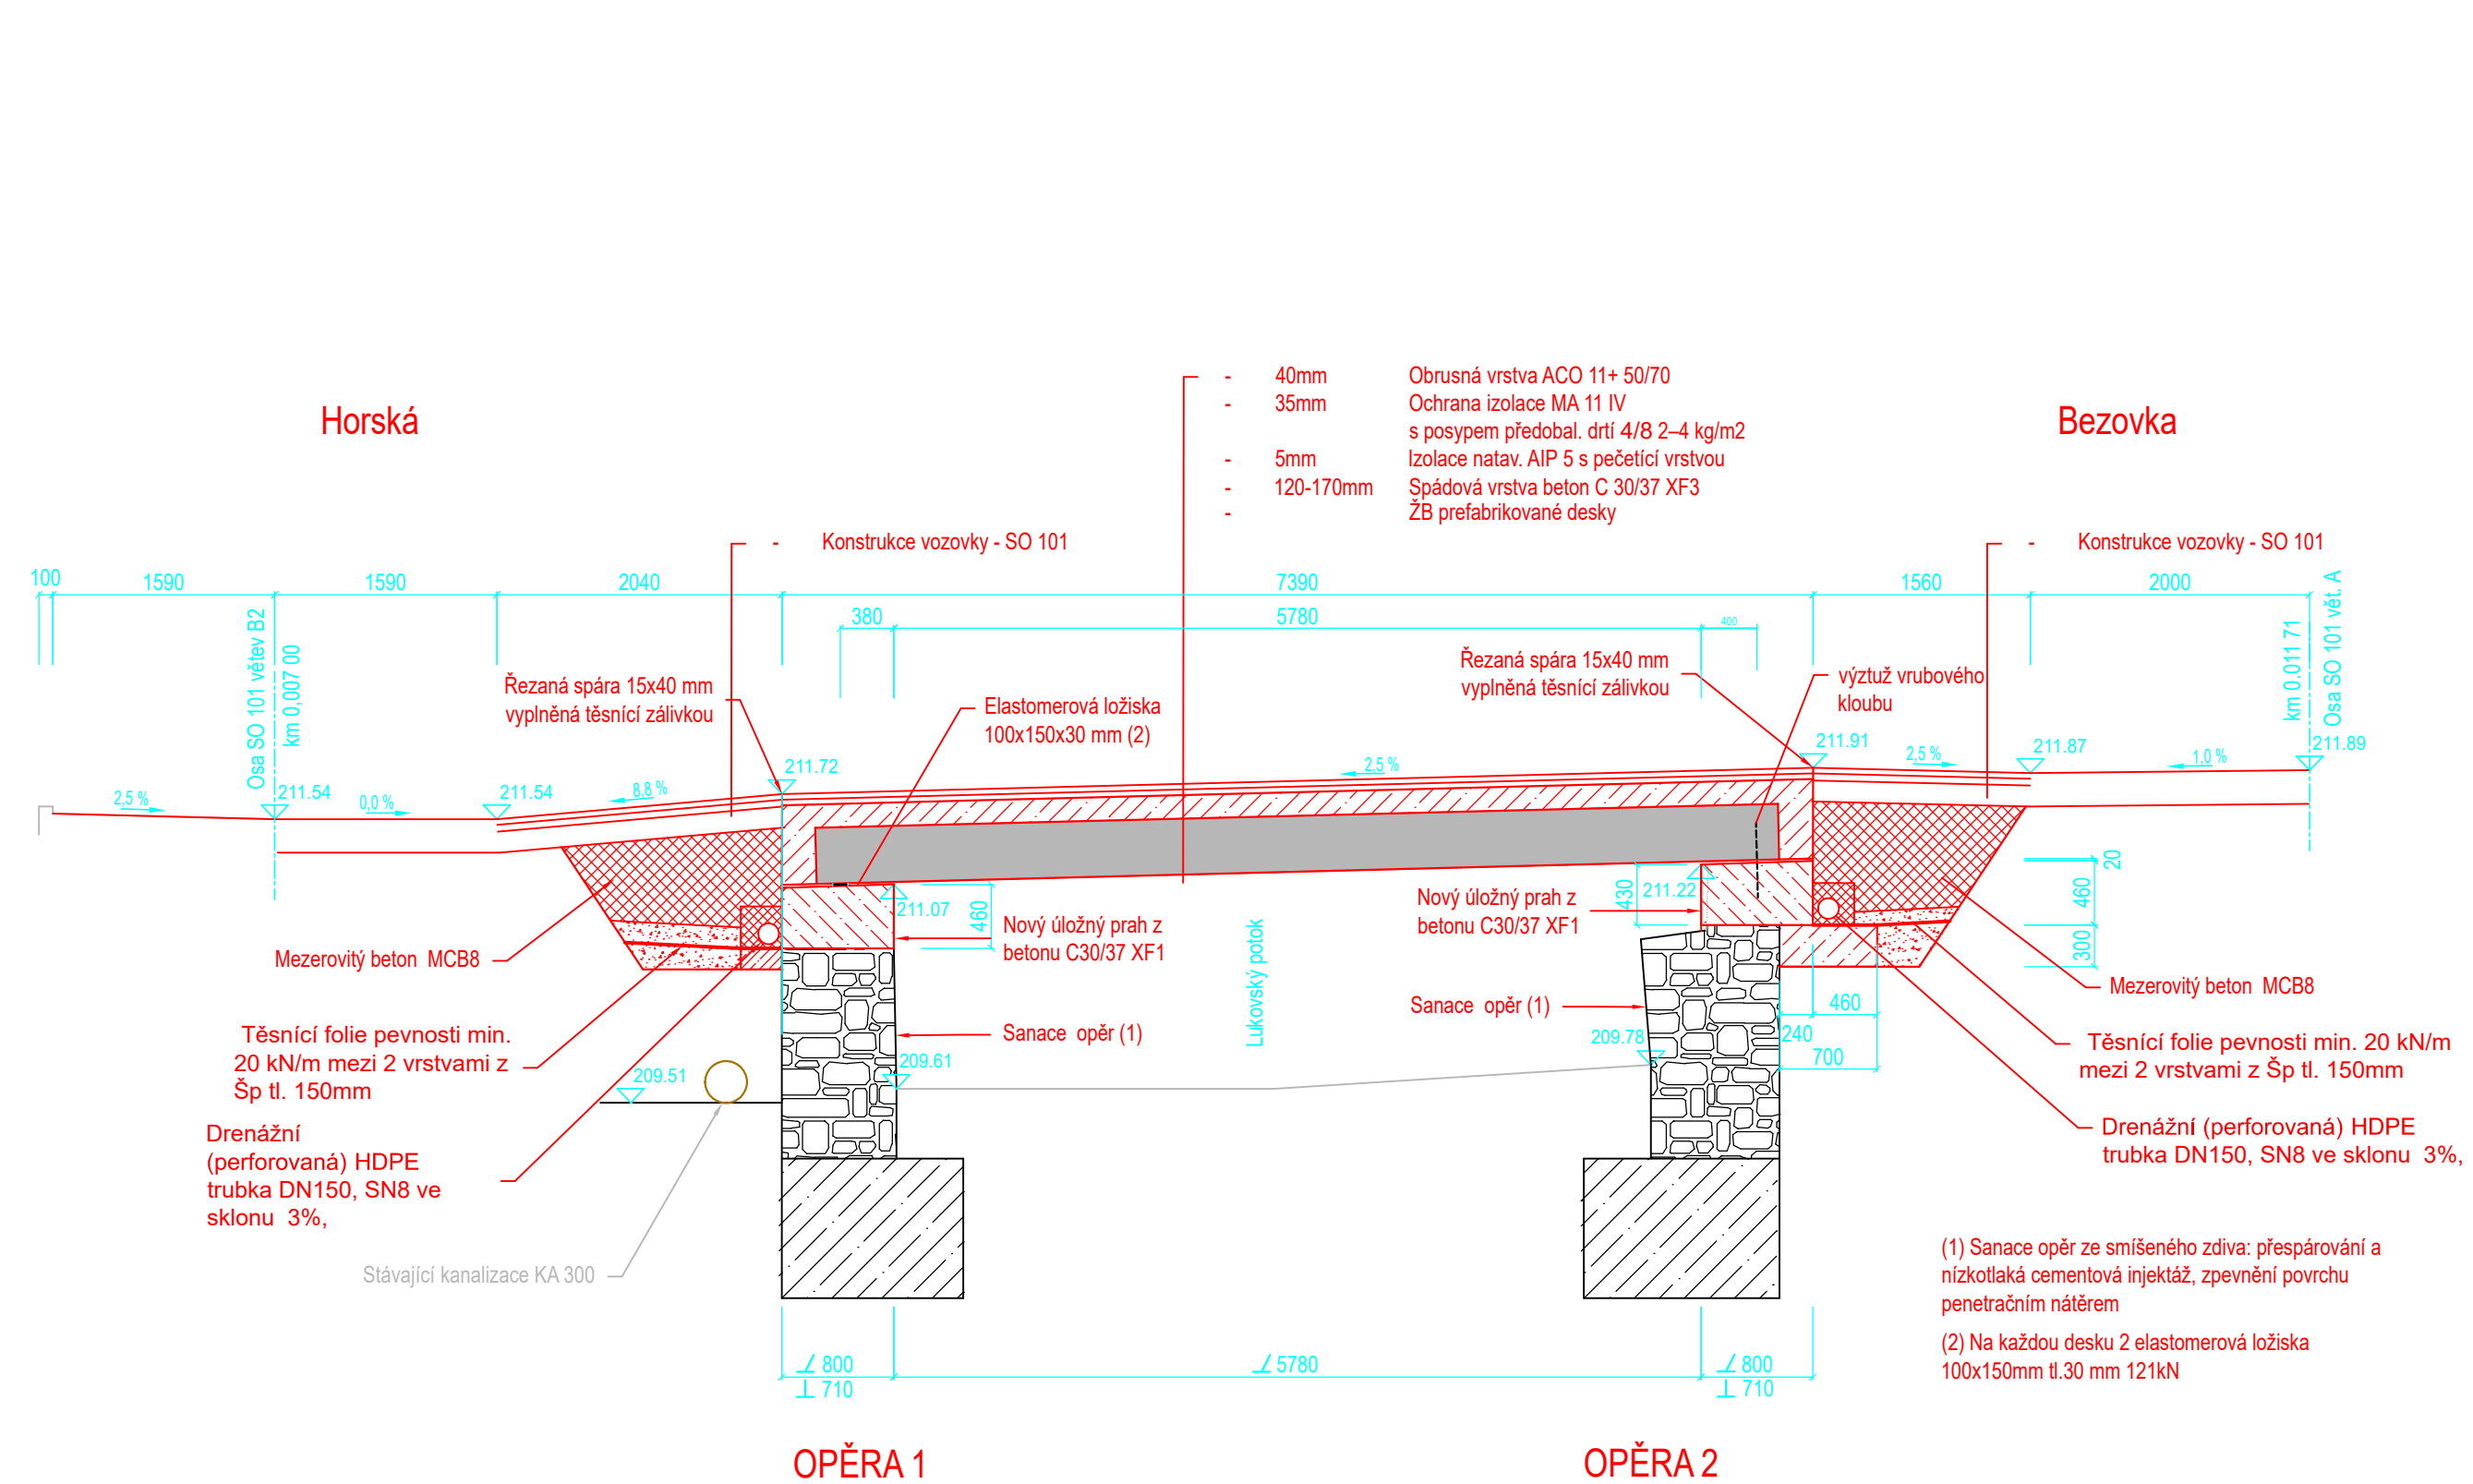 40mm Obrusná vrstva ACO 11+ 50/70
- 35mm Ochrana izolace MA 11 IV
s posypem předobal. drtí 4/8 2–4 kg/m2
- 5mm Izolace natav. AIP 5 s pečetící vrstvou
- 120-170mm Spádová vrstva beton C 30/37 XF3
- ŽB prefabrikované desky
Horská
Bezovka
- Konstrukce vozovky - SO 101
- Konstrukce vozovky - SO 101
100 1590 1590 2040 7390 1560 2000
380 5780 400
Osa SO 101 větev B2
km 0,007 00
km 0.011 71
Osa SO 101 vět. A
Řezaná spára 15x40 mm
vyplněná těsnící zálivkou
Elastomerová ložiska
100x150x30 mm (2)
Řezaná spára 15x40 mm
vyplněná těsnící zálivkou
výztuž vrubového
kloubu
211.72
211.91
211.87
211.89
2,5 %
2,5 %
1,0 %
2,5 %
211.54
0,0 %
211.54
8,8 %
211.07
460
430
211.22
20
460
300
Nový úložný prah z
betonu C30/37 XF1
Nový úložný prah z
betonu C30/37 XF1
Lukovský potok
Mezerovitý beton MCB8
Mezerovitý beton MCB8
Sanace opěr (1)
Sanace opěr (1)
460
240
700
Těsnící folie pevnosti min.
20 kN/m mezi 2 vrstvami z
Šp tl. 150mm
Těsnící folie pevnosti min. 20 kN/m
mezi 2 vrstvami z Šp tl. 150mm
209.51
209.61
209.78
Drenážní
(perforovaná) HDPE
trubka DN150, SN8 ve
sklonu 3%,
Drenážní (perforovaná) HDPE
trubka DN150, SN8 ve sklonu 3%,
Stávající kanalizace KA 300
(1) Sanace opěr ze smíšeného zdiva: přespárování a
nízkotlaká cementová injektáž, zpevnění povrchu
penetračním nátěrem
(2) Na každou desku 2 elastomerová ložiska
100x150mm tl.30 mm 121kN
800 5780 800
710 710
OPĚRA 1
OPĚRA 2